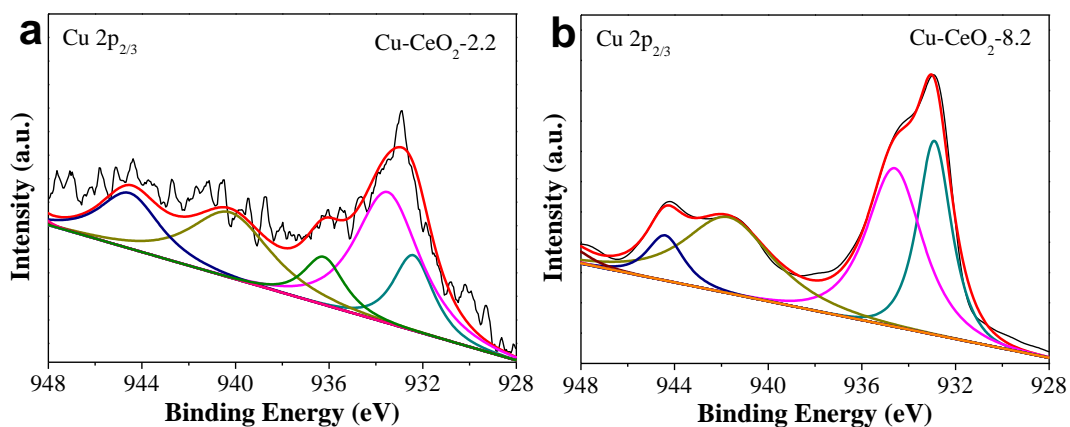 a
Cu 2p2/3
Cu-CeO2-2.2
Intensity (a.u.)
948 944 940 936 932 928
Binding Energy (eV)
b
Cu 2p2/3
Cu-CeO2-8.2
Intensity (a.u.)
948 944 940 936 932 928
Binding Energy (eV)